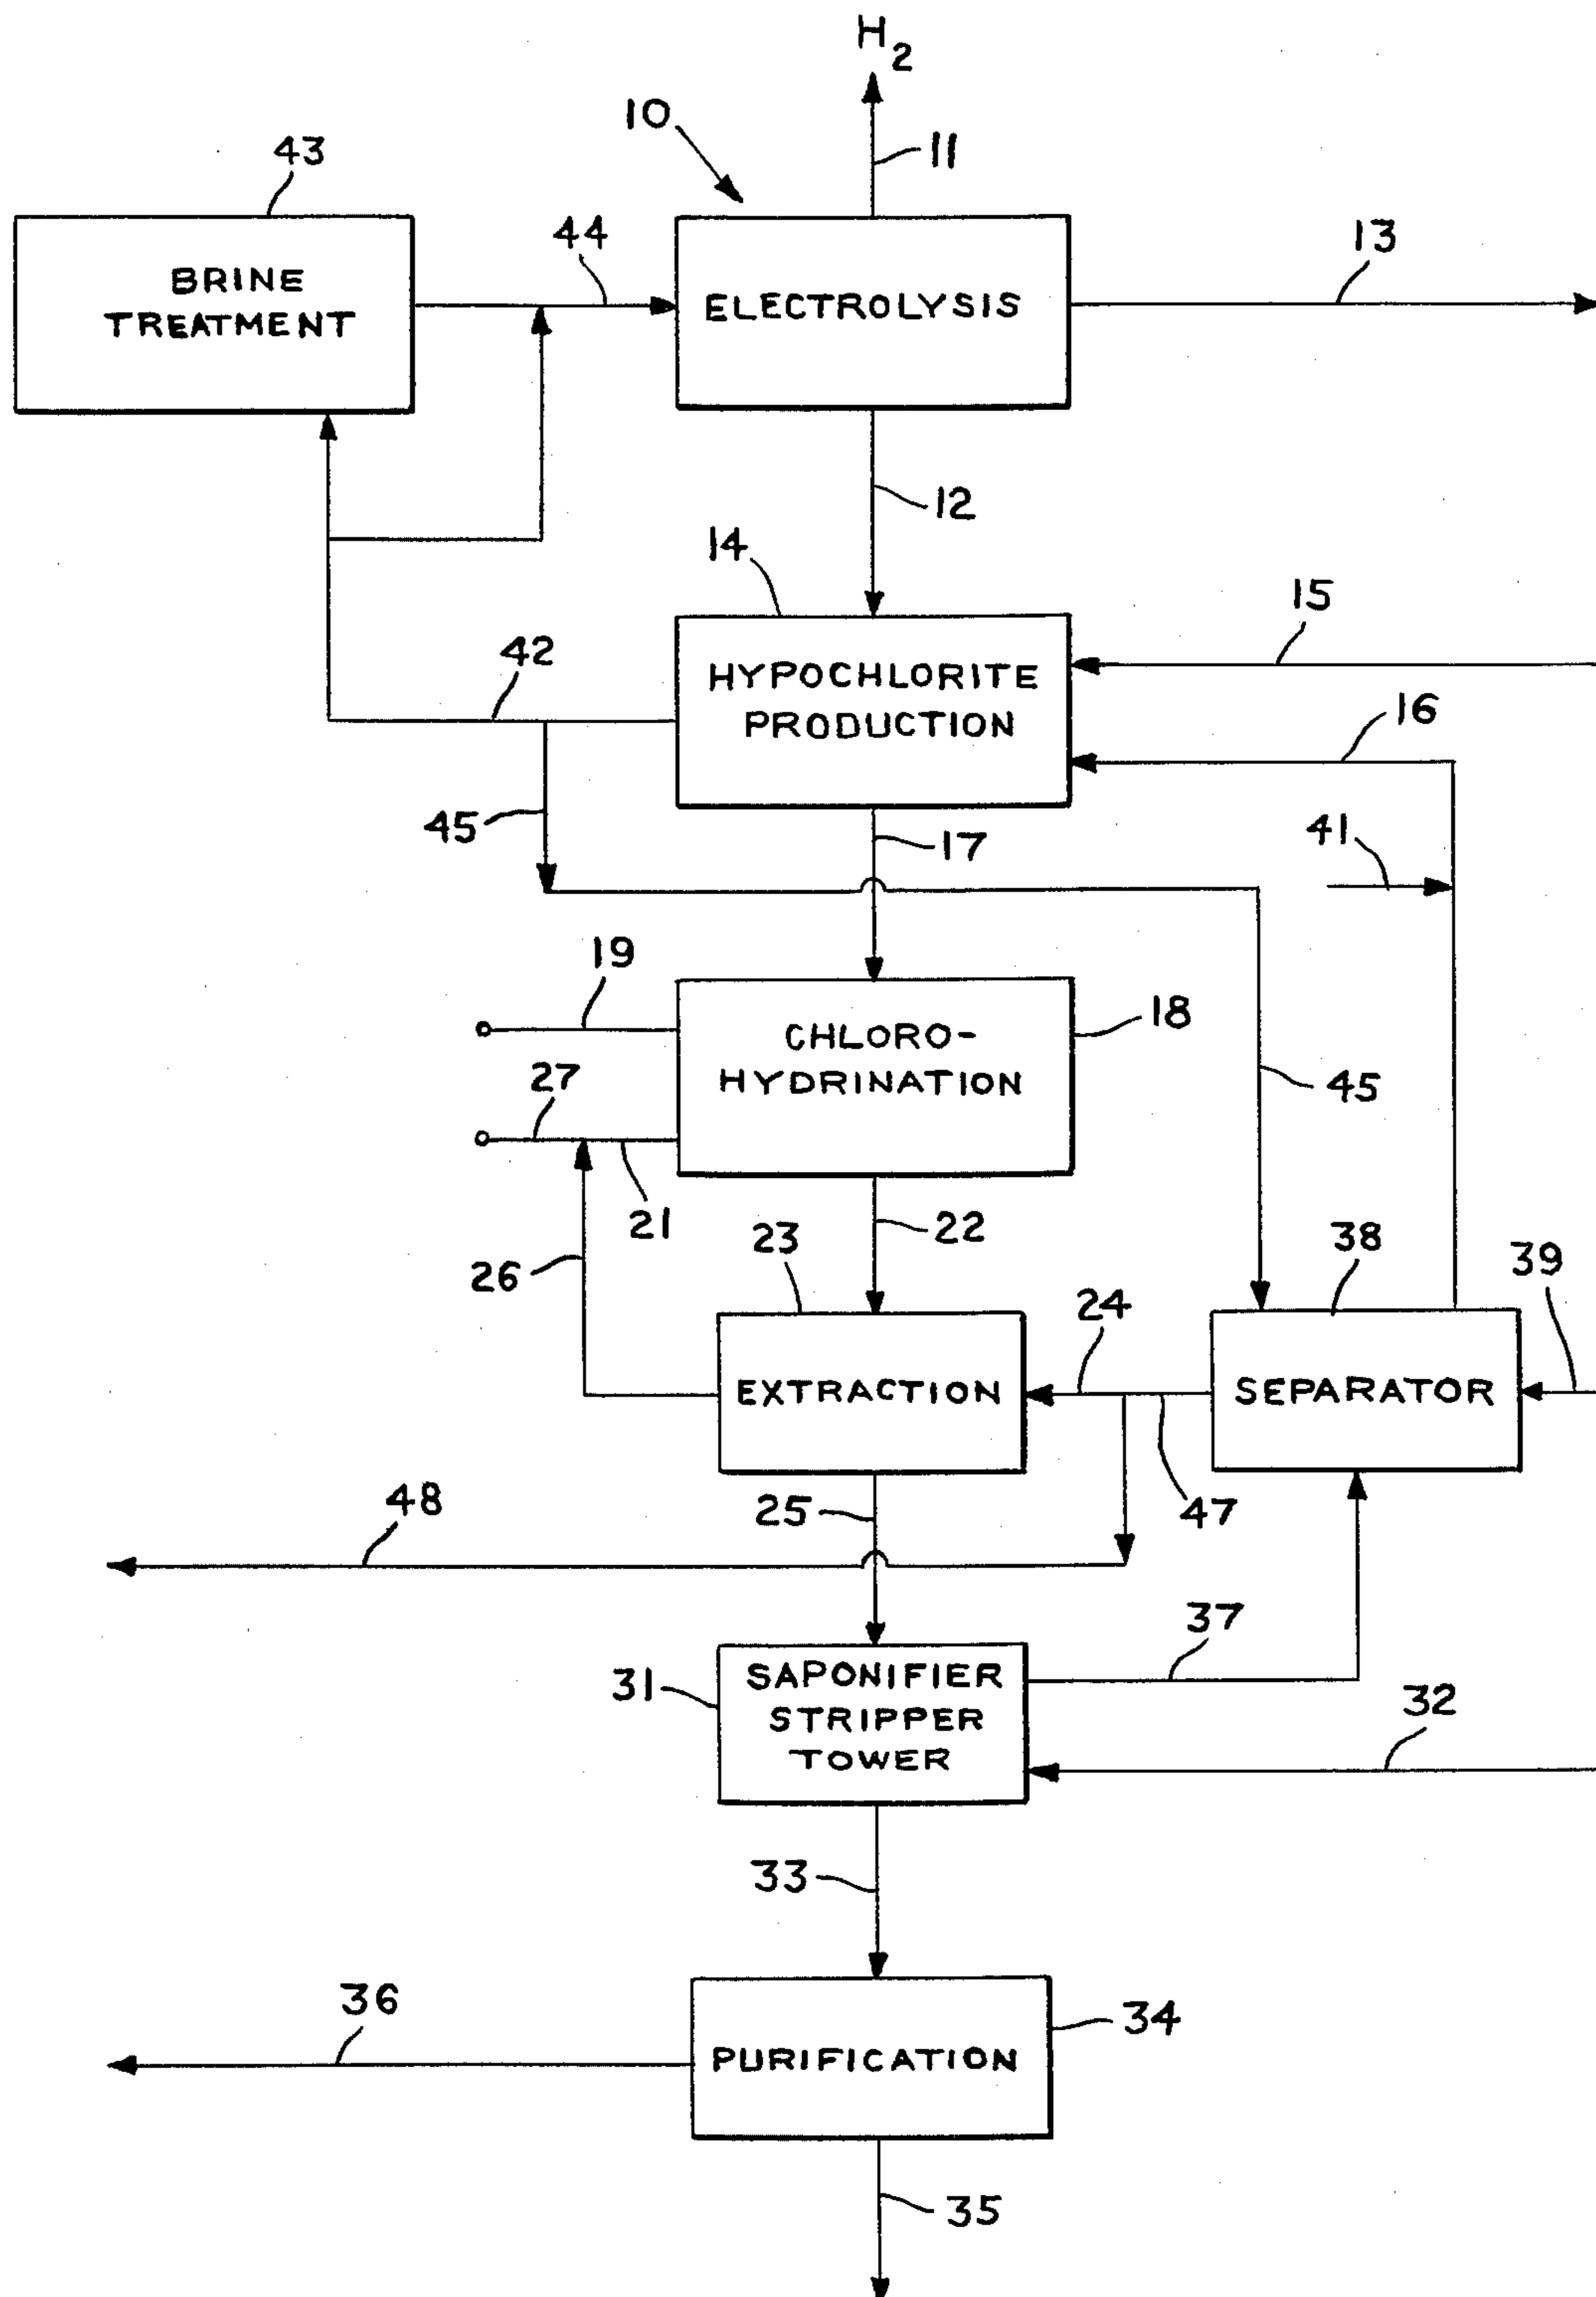 H2
10
11
43
44
13
BRINE
TREATMENT
ELECTROLYSIS
12
14
15
42
HYPOCHLORITE
PRODUCTION
16
45
17
41
19
CHLORO-
HYDRINATION
18
27
45
21
22
23
38
39
26
24
EXTRACTION
SEPARATOR
48
25
47
37
31
SAPONIFIER
STRIPPER
TOWER
32
33
36
34
PURIFICATION
35